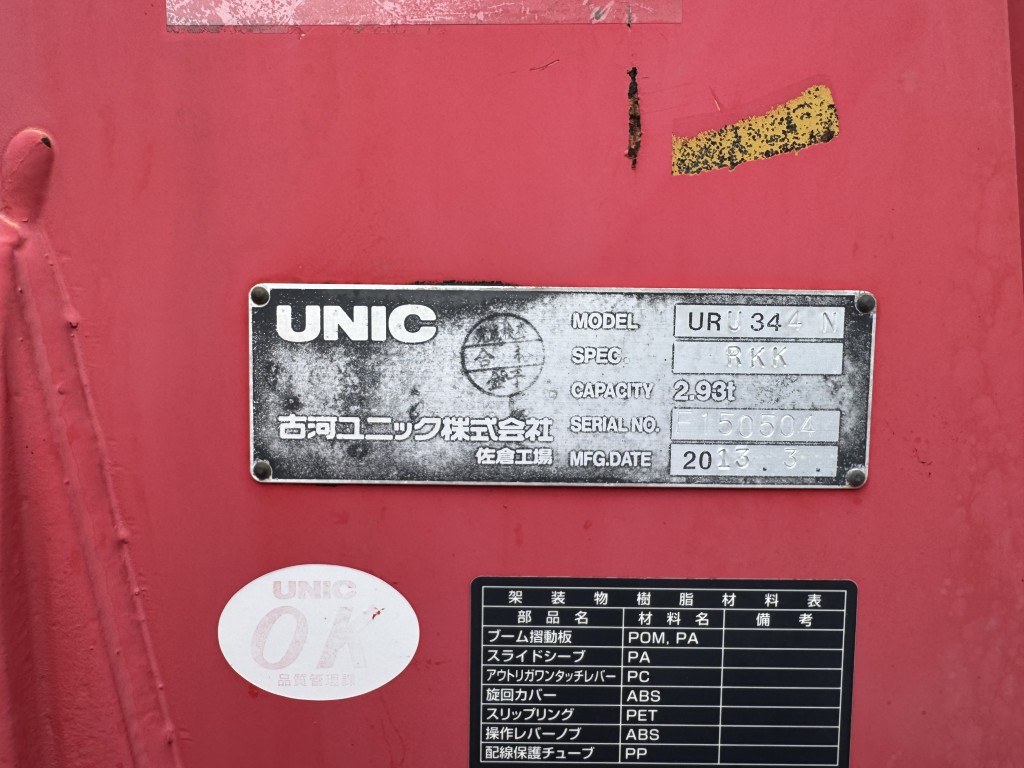 UNIC
MODEL URU344N
SPEC. RKK
CAPACITY 2.93t
古河ユニック株式会社 SERIAL NO. F150504
佐倉工場 MFG.DATE 2013.3.
UNIC
OK
架装物樹脂材料表
部品名 材料名 備考
ブーム摺動板 POM, PA
スライドシーブ PA
アウトリガワンタッチレバー PC
旋回カバー ABS
スリップリング PET
操作レバーノブ ABS
配線保護チューブ PP